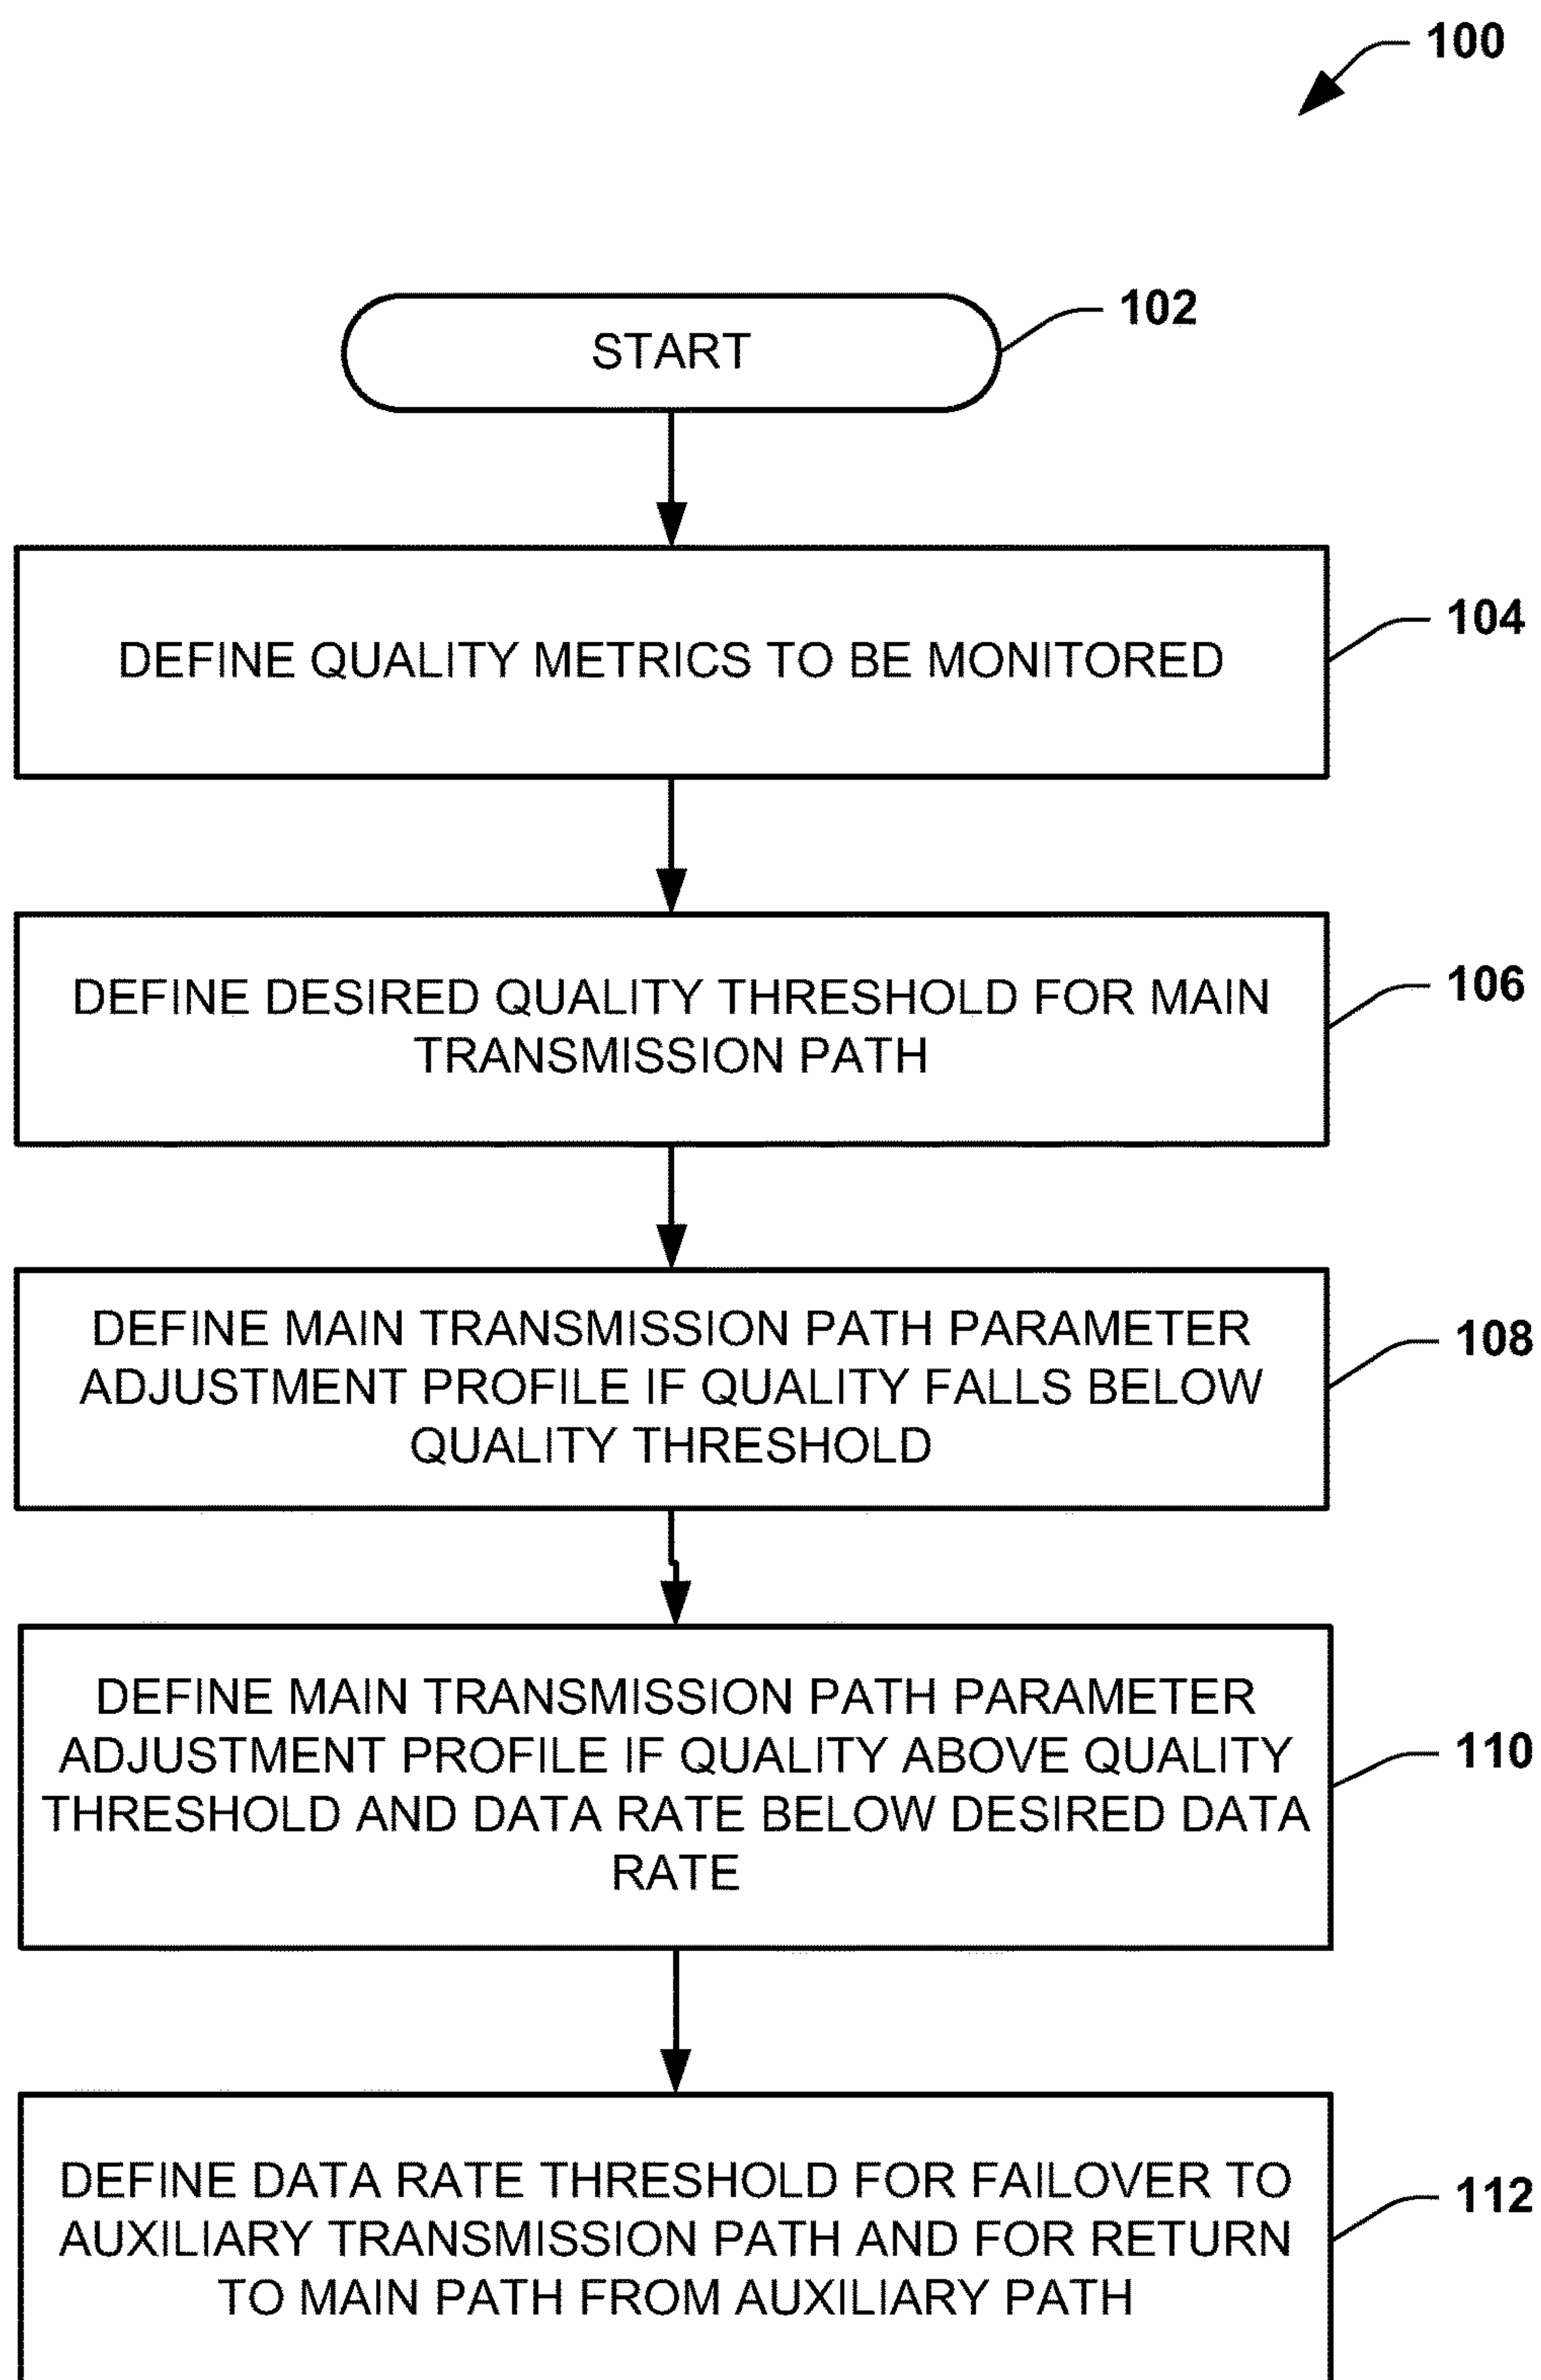 100
START
102
DEFINE QUALITY METRICS TO BE MONITORED
104
DEFINE DESIRED QUALITY THRESHOLD FOR MAIN
TRANSMISSION PATH
106
DEFINE MAIN TRANSMISSION PATH PARAMETER
ADJUSTMENT PROFILE IF QUALITY FALLS BELOW
QUALITY THRESHOLD
108
DEFINE MAIN TRANSMISSION PATH PARAMETER
ADJUSTMENT PROFILE IF QUALITY ABOVE QUALITY
THRESHOLD AND DATA RATE BELOW DESIRED DATA
RATE
110
DEFINE DATA RATE THRESHOLD FOR FAILOVER TO
AUXILIARY TRANSMISSION PATH AND FOR RETURN
TO MAIN PATH FROM AUXILIARY PATH
112